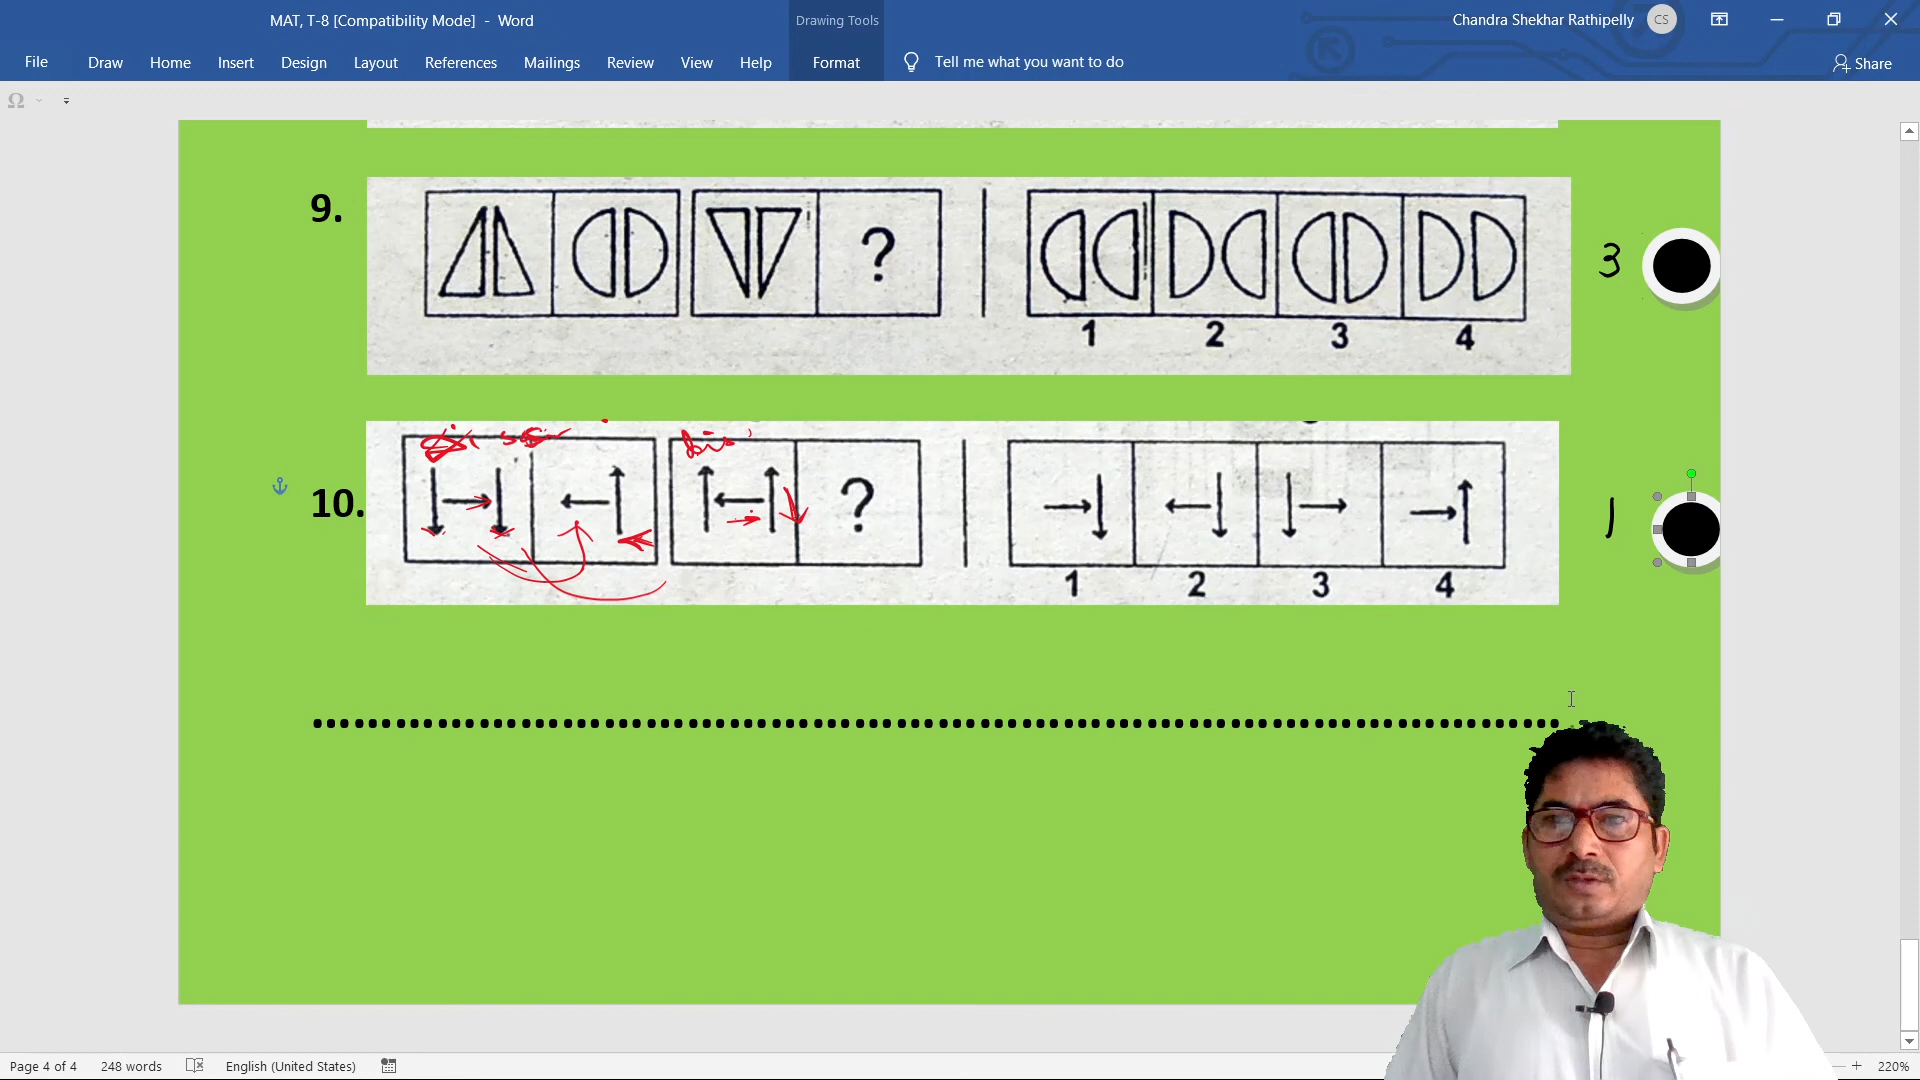 MAT, T-8 [Compatibility Mode] - Word
Drawing Tools
Chandra Shekhar Rathipelly
CS
File
Draw
Home
Insert
Design
Layout
References
Mailings
Review
View
Help
Format
Tell me what you want to do
Share
9.
?
3
1 2 3 4
10.
?
1
1 2 3 4
Page 4 of 4
248 words
English (United States)
220%